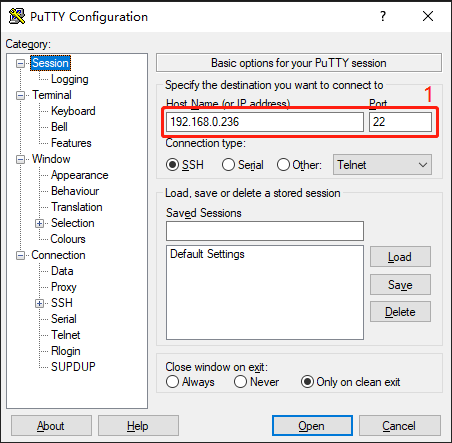 PuTTY Configuration
Category:
Session
Logging
Terminal
Keyboard
Bell
Features
Window
Appearance
Behaviour
Translation
Selection
Colours
Connection
Data
Proxy
SSH
Serial
Telnet
Rlogin
SUPDUP
Basic options for your PuTTY session
Specify the destination you want to connect to
1
Host Name (or IP address) Port
192.168.0.236 22
Connection type:
SSH Serial Other: Telnet
Load, save or delete a stored session
Saved Sessions
Default Settings
Load
Save
Delete
Close window on exit:
Always Never Only on clean exit
About Help Open Cancel